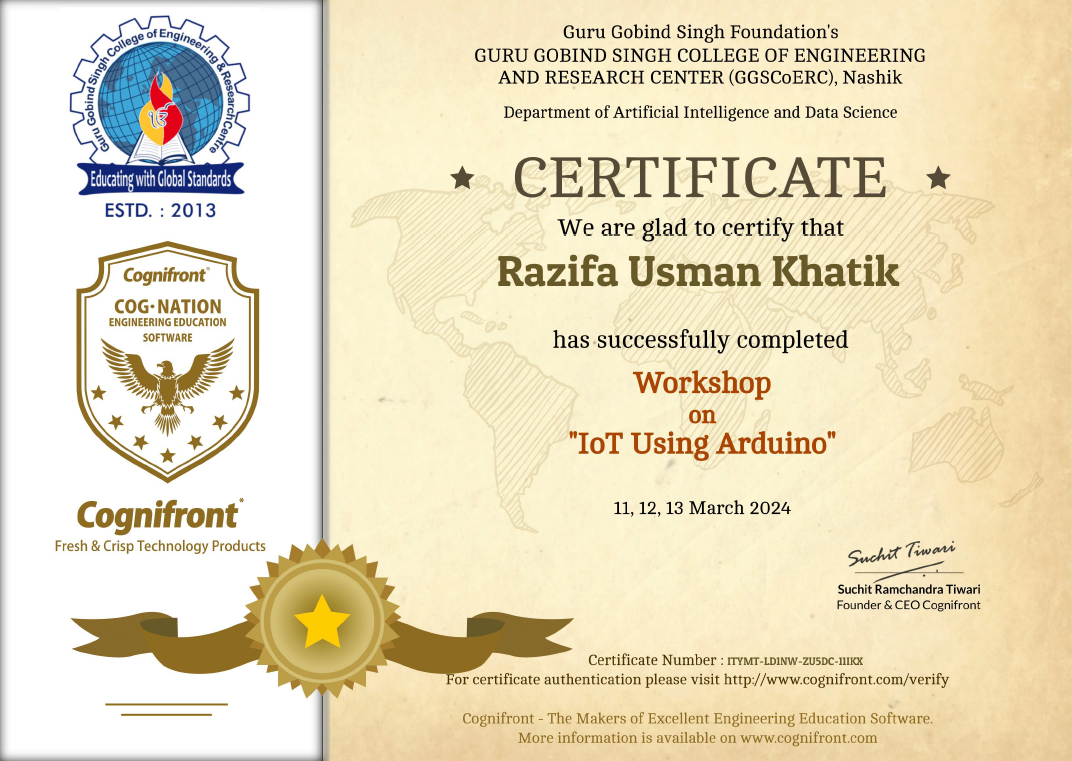 Guru Gobind Singh College of Engineering & Research Centre
ੴ
Educating with Global Standards
ESTD. : 2013
Cognifront®
COG·NATION
ENGINEERING EDUCATION
SOFTWARE
Cognifront®
Fresh & Crisp Technology Products
Guru Gobind Singh Foundation's
GURU GOBIND SINGH COLLEGE OF ENGINEERING
AND RESEARCH CENTER (GGSCoERC), Nashik
Department of Artificial Intelligence and Data Science
CERTIFICATE
We are glad to certify that
Razifa Usman Khatik
has successfully completed
Workshop
on
"IoT Using Arduino"
11, 12, 13 March 2024
Suchit Tiwari
Suchit Ramchandra Tiwari
Founder & CEO Cognifront
Certificate Number :
For certificate authentication please visit http://www.cognifront.com/verify
Cognifront - The Makers of Excellent Engineering Education Software.
More information is available on www.cognifront.com